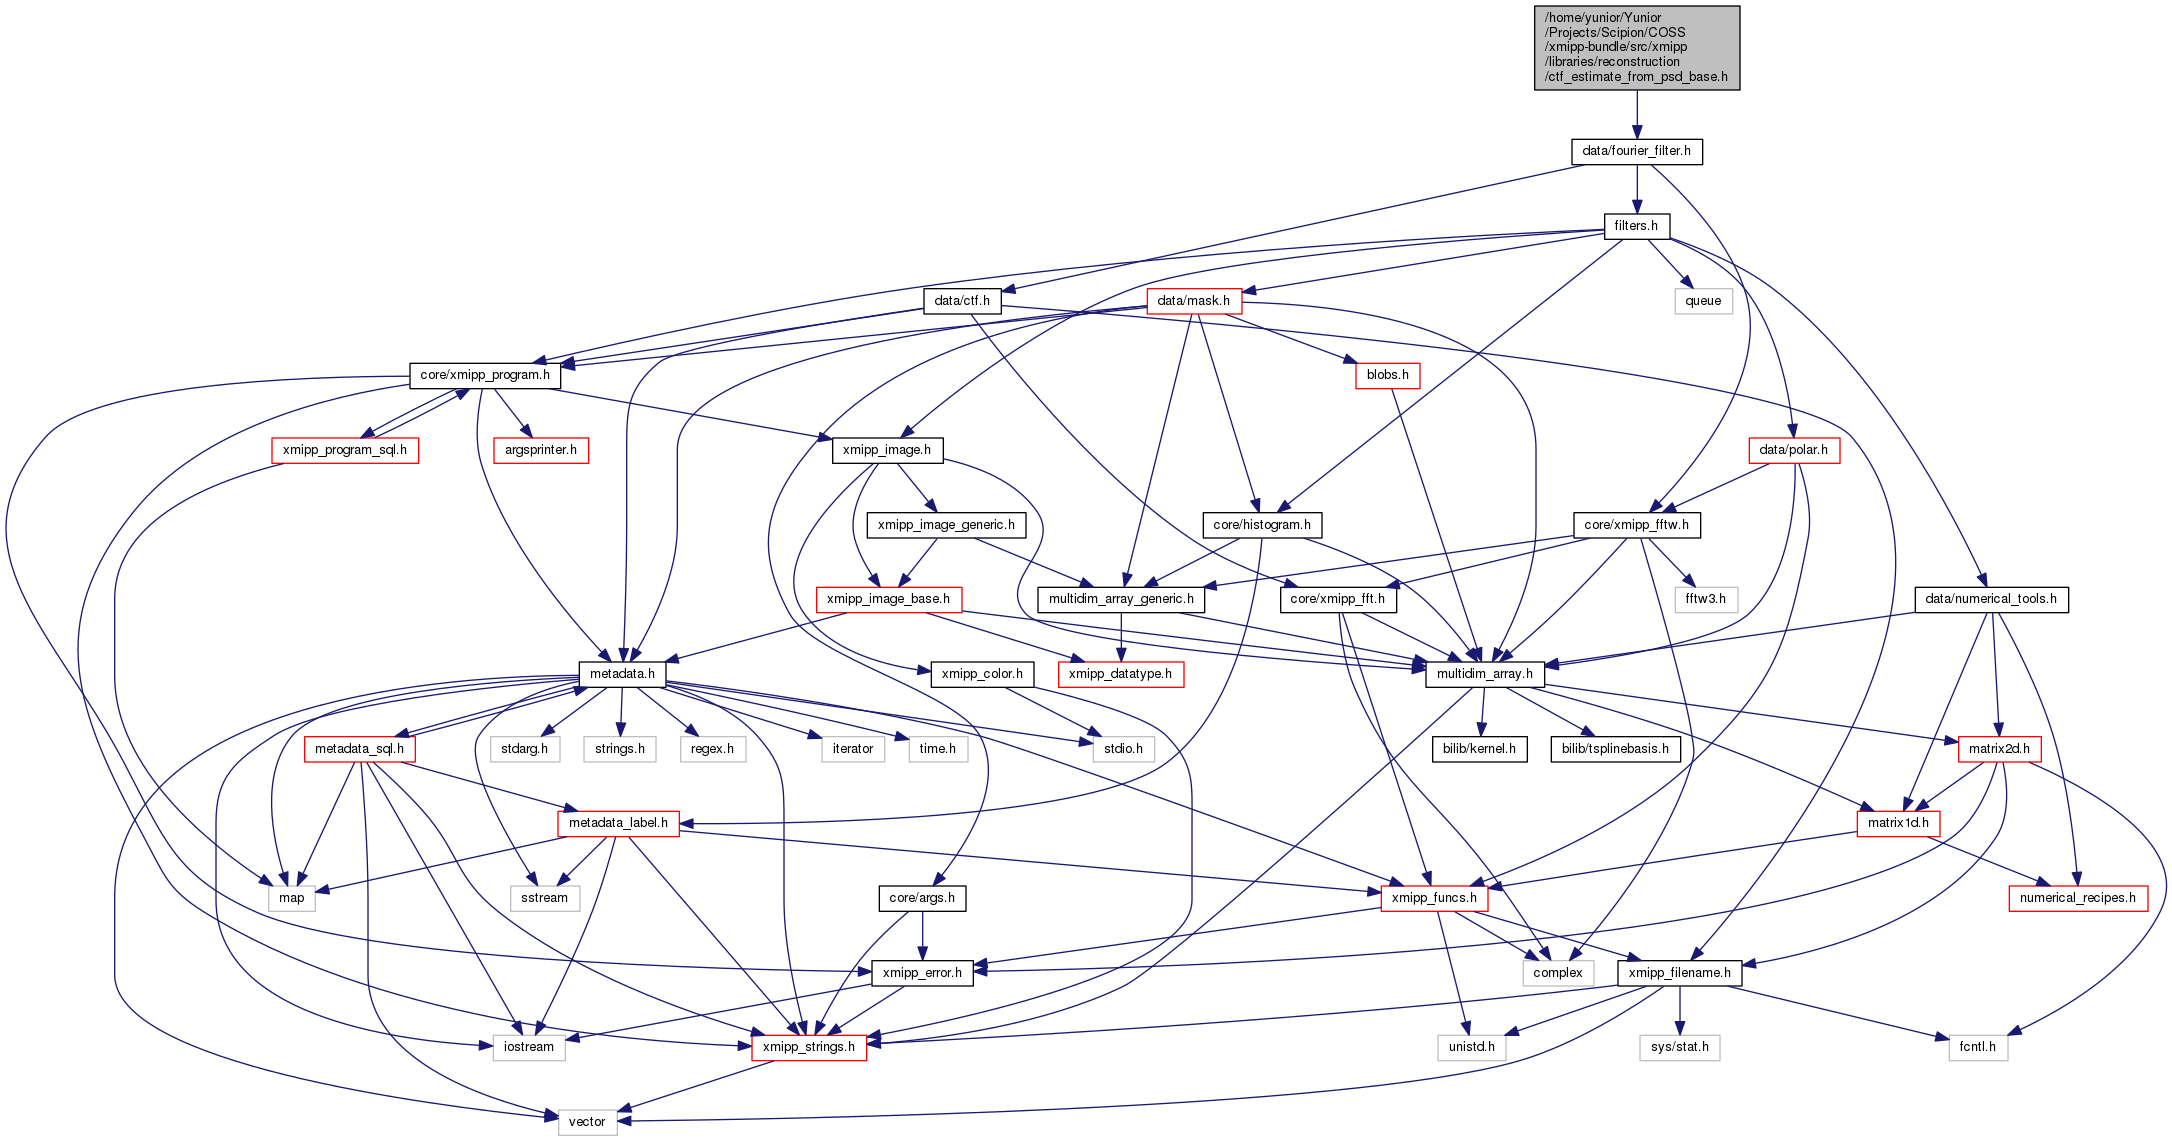 /home/yunior/Yunior
/Projects/Scipion/COSS
/xmipp-bundle/src/xmipp
/libraries/reconstruction
/ctf_estimate_from_psd_base.h
data/fourier_filter.h
filters.h
data/ctf.h
data/mask.h
queue
core/xmipp_program.h
blobs.h
xmipp_program_sql.h
argsprinter.h
xmipp_image.h
data/polar.h
xmipp_image_generic.h
core/histogram.h
core/xmipp_fftw.h
xmipp_image_base.h
multidim_array_generic.h
core/xmipp_fft.h
fftw3.h
data/numerical_tools.h
metadata.h
xmipp_color.h
xmipp_datatype.h
multidim_array.h
metadata_sql.h
stdarg.h
strings.h
regex.h
iterator
time.h
stdio.h
bilib/kernel.h
bilib/tsplinebasis.h
matrix2d.h
metadata_label.h
matrix1d.h
map
sstream
core/args.h
xmipp_funcs.h
numerical_recipes.h
xmipp_error.h
complex
xmipp_filename.h
iostream
xmipp_strings.h
unistd.h
sys/stat.h
fcntl.h
vector